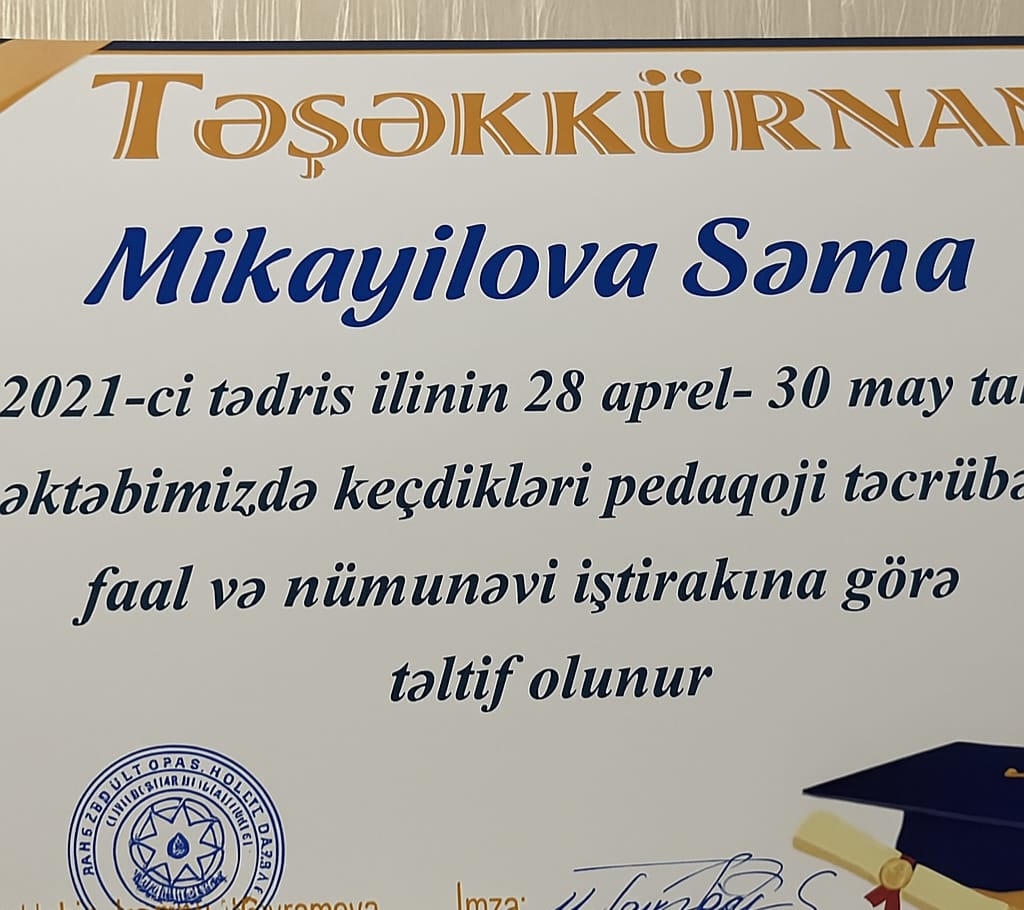 TƏŞƏKKÜRNAM
Mikayilova Səma
2021-ci tədris ilinin 28 aprel- 30 may ta
əktəbimizdə keçdikləri pedaqoji təcrübə
faal və nümunəvi iştirakına görə
təltif olunur
İmza: